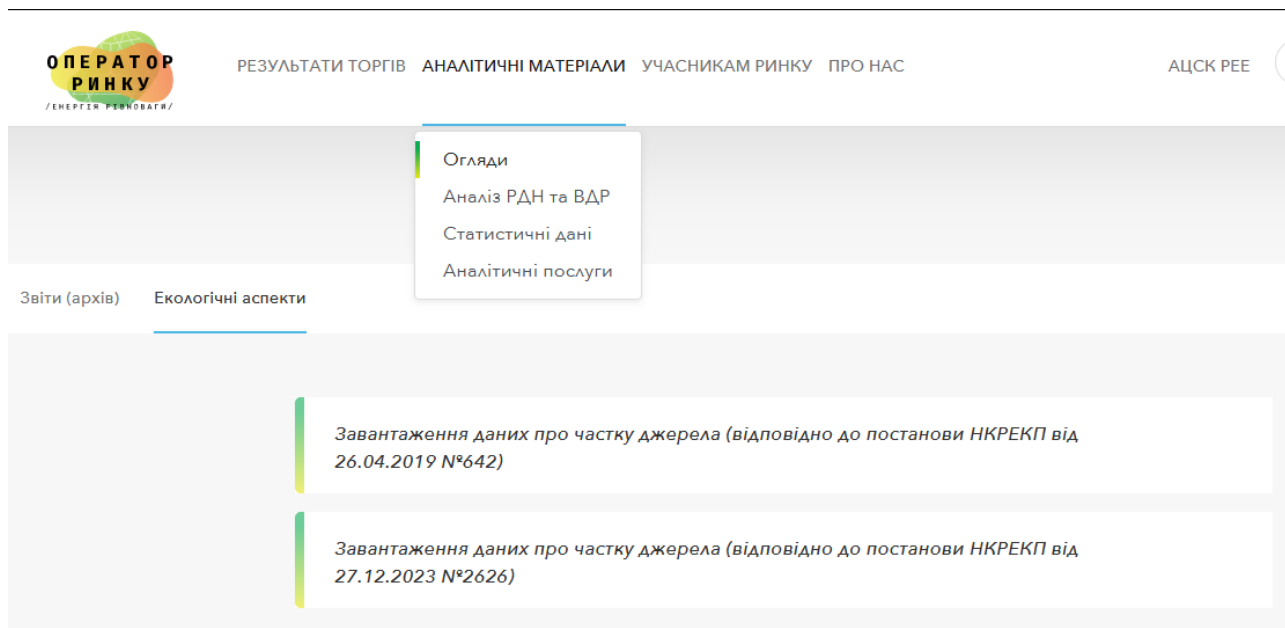 ОПЕРАТОР
РИНКУ
/ЕНЕРГІЯ РІВНОВАГИ/
РЕЗУЛЬТАТИ ТОРГІВ АНАЛІТИЧНІ МАТЕРІАЛИ УЧАСНИКАМ РИНКУ ПРО НАС АЦСК РЕЕ
Огляди
Аналіз РДН та ВДР
Статистичні дані
Аналітичні послуги
Звіти (архів) Екологічні аспекти
Завантаження даних про частку джерела (відповідно до постанови НКРЕКП від
26.04.2019 №642)
Завантаження даних про частку джерела (відповідно до постанови НКРЕКП від
27.12.2023 №2626)